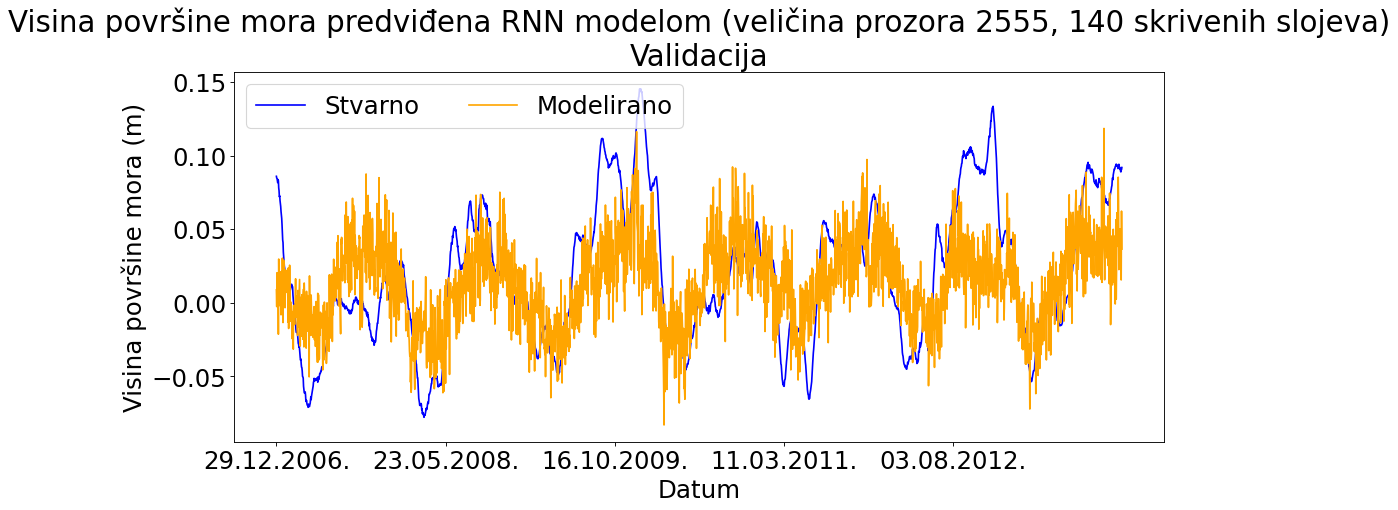 Visina površine mora predviđena RNN modelom (veličina prozora 2555, 140 skrivenih slojeva)
Validacija
Stvarno
Modelirano
Visina površine mora (m)
0.15
0.10
0.05
0.00
−0.05
29.12.2006.
23.05.2008.
16.10.2009.
11.03.2011.
03.08.2012.
Datum